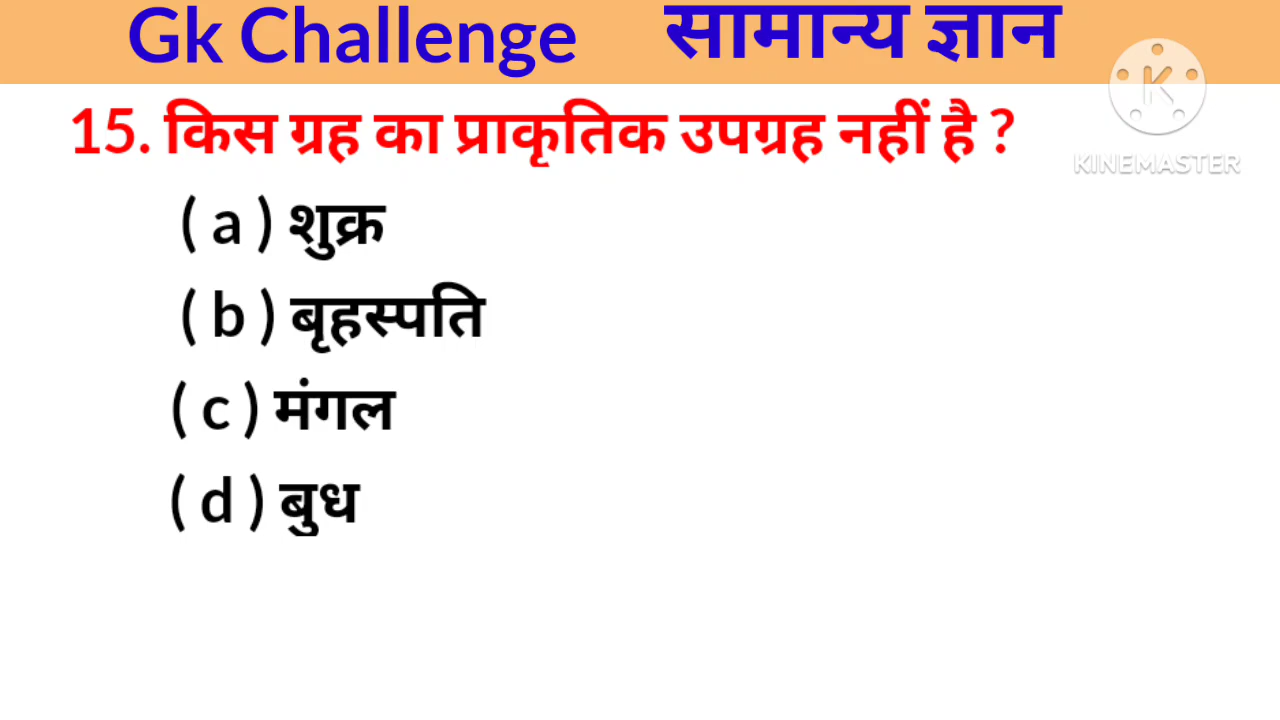 Gk Challenge सामान्य ज्ञान
K
KINEMASTER
15. किस ग्रह का प्राकृतिक उपग्रह नहीं है ?
( a ) शुक्र
( b ) बृहस्पति
( c ) मंगल
( d ) बुध